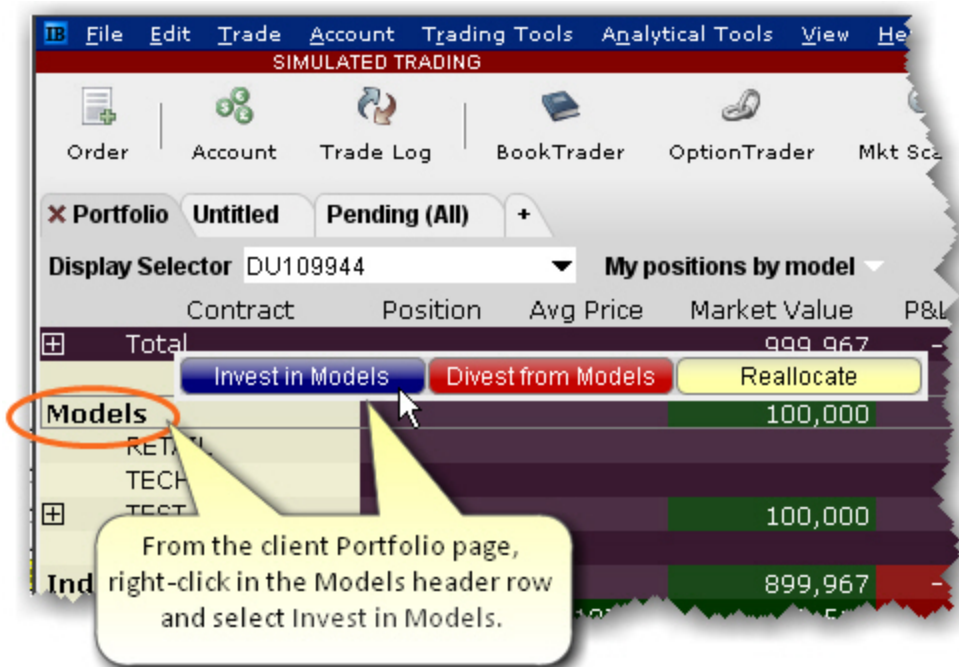 IB File Edit Trade Account Trading Tools Analytical Tools View
SIMULATED TRADING
Order Account Trade Log BookTrader OptionTrader Mkt
Portfolio Untitled Pending (All) +
Display Selector DU109944 My positions by model
Contract Position Avg Price Market Value P&L
Total 999,967
Invest in Models Divest from Models Reallocate
Models 100,000
RETAIL
TECH
TEST 100,000
899,967
From the client Portfolio page,
right-click in the Models header row
and select Invest in Models.